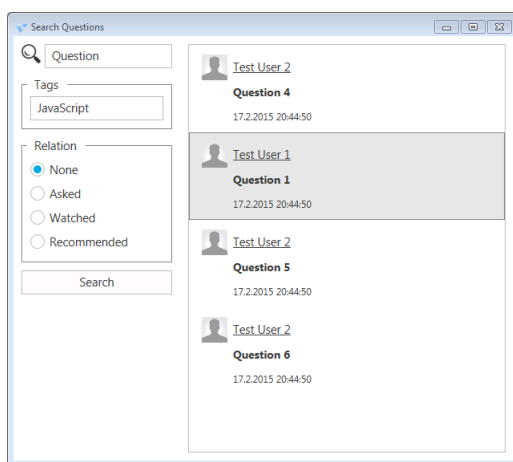 Search Questions
Question
Tags
JavaScript
Relation
None
Asked
Watched
Recommended
Search
Test User 2
Question 4
17.2.2015 20:44:50
Test User 1
Question 1
17.2.2015 20:44:50
Test User 2
Question 5
17.2.2015 20:44:50
Test User 2
Question 6
17.2.2015 20:44:50